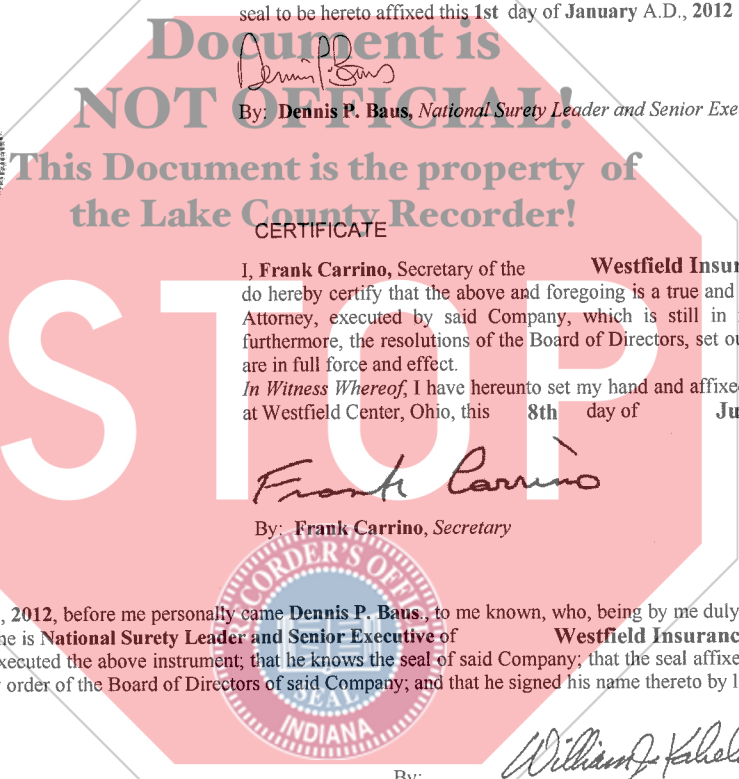 seal to be hereto affixed this 1st day of January A.D., 2012
Document is
Dennis P. Baus
NOT OFFICIAL!
By: Dennis P. Baus, National Surety Leader and Senior Exe
This Document is the property of
the Lake County Recorder!
CERTIFICATE
I, Frank Carrino, Secretary of the Westfield Insur
do hereby certify that the above and foregoing is a true and
Attorney, executed by said Company, which is still in
furthermore, the resolutions of the Board of Directors, set ou
are in full force and effect.
In Witness Whereof, I have hereunto set my hand and affixed
at Westfield Center, Ohio, this 8th day of Ju
STOP
Frank Carrino
By: Frank Carrino, Secretary
RECORDER'S OFFIC
, 2012, before me personally came Dennis P. Baus., to me known, who, being by me duly
he is National Surety Leader and Senior Executive of Westfield Insuranc
xecuted the above instrument; that he knows the seal of said Company; that the seal affixe
order of the Board of Directors of said Company; and that he signed his name thereto by l
SEAL
INDIANA
William J. Kahel
By: